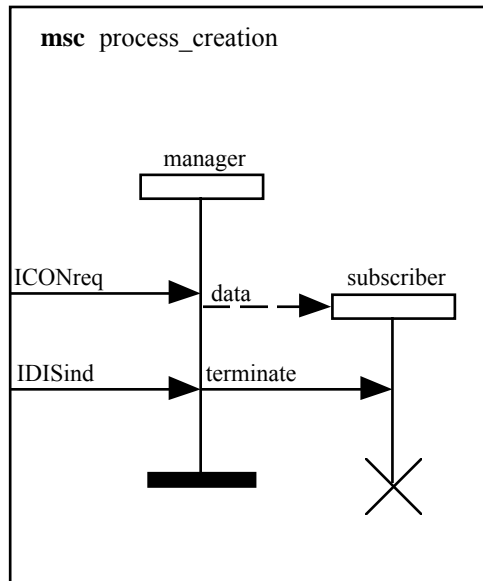 msc process_creation
manager
ICONreq
data
subscriber
IDISind
terminate